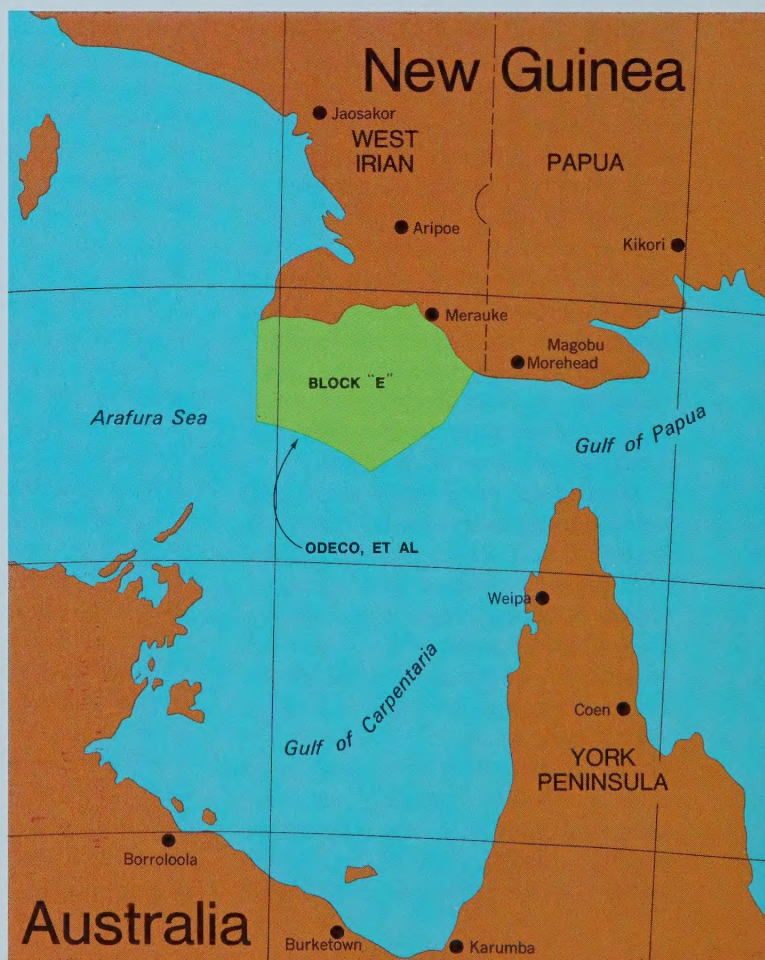 New Guinea
Jaosakor
WEST
IRIAN
PAPUA
Aripoe
Kikori
Merauke
Magobu
Morehead
BLOCK "E"
Arafura Sea
Gulf of Papua
ODECO, ET AL
Weipa
Gulf of Carpentaria
Coen
YORK
PENINSULA
Borroloola
Australia
Burketown
Karumba